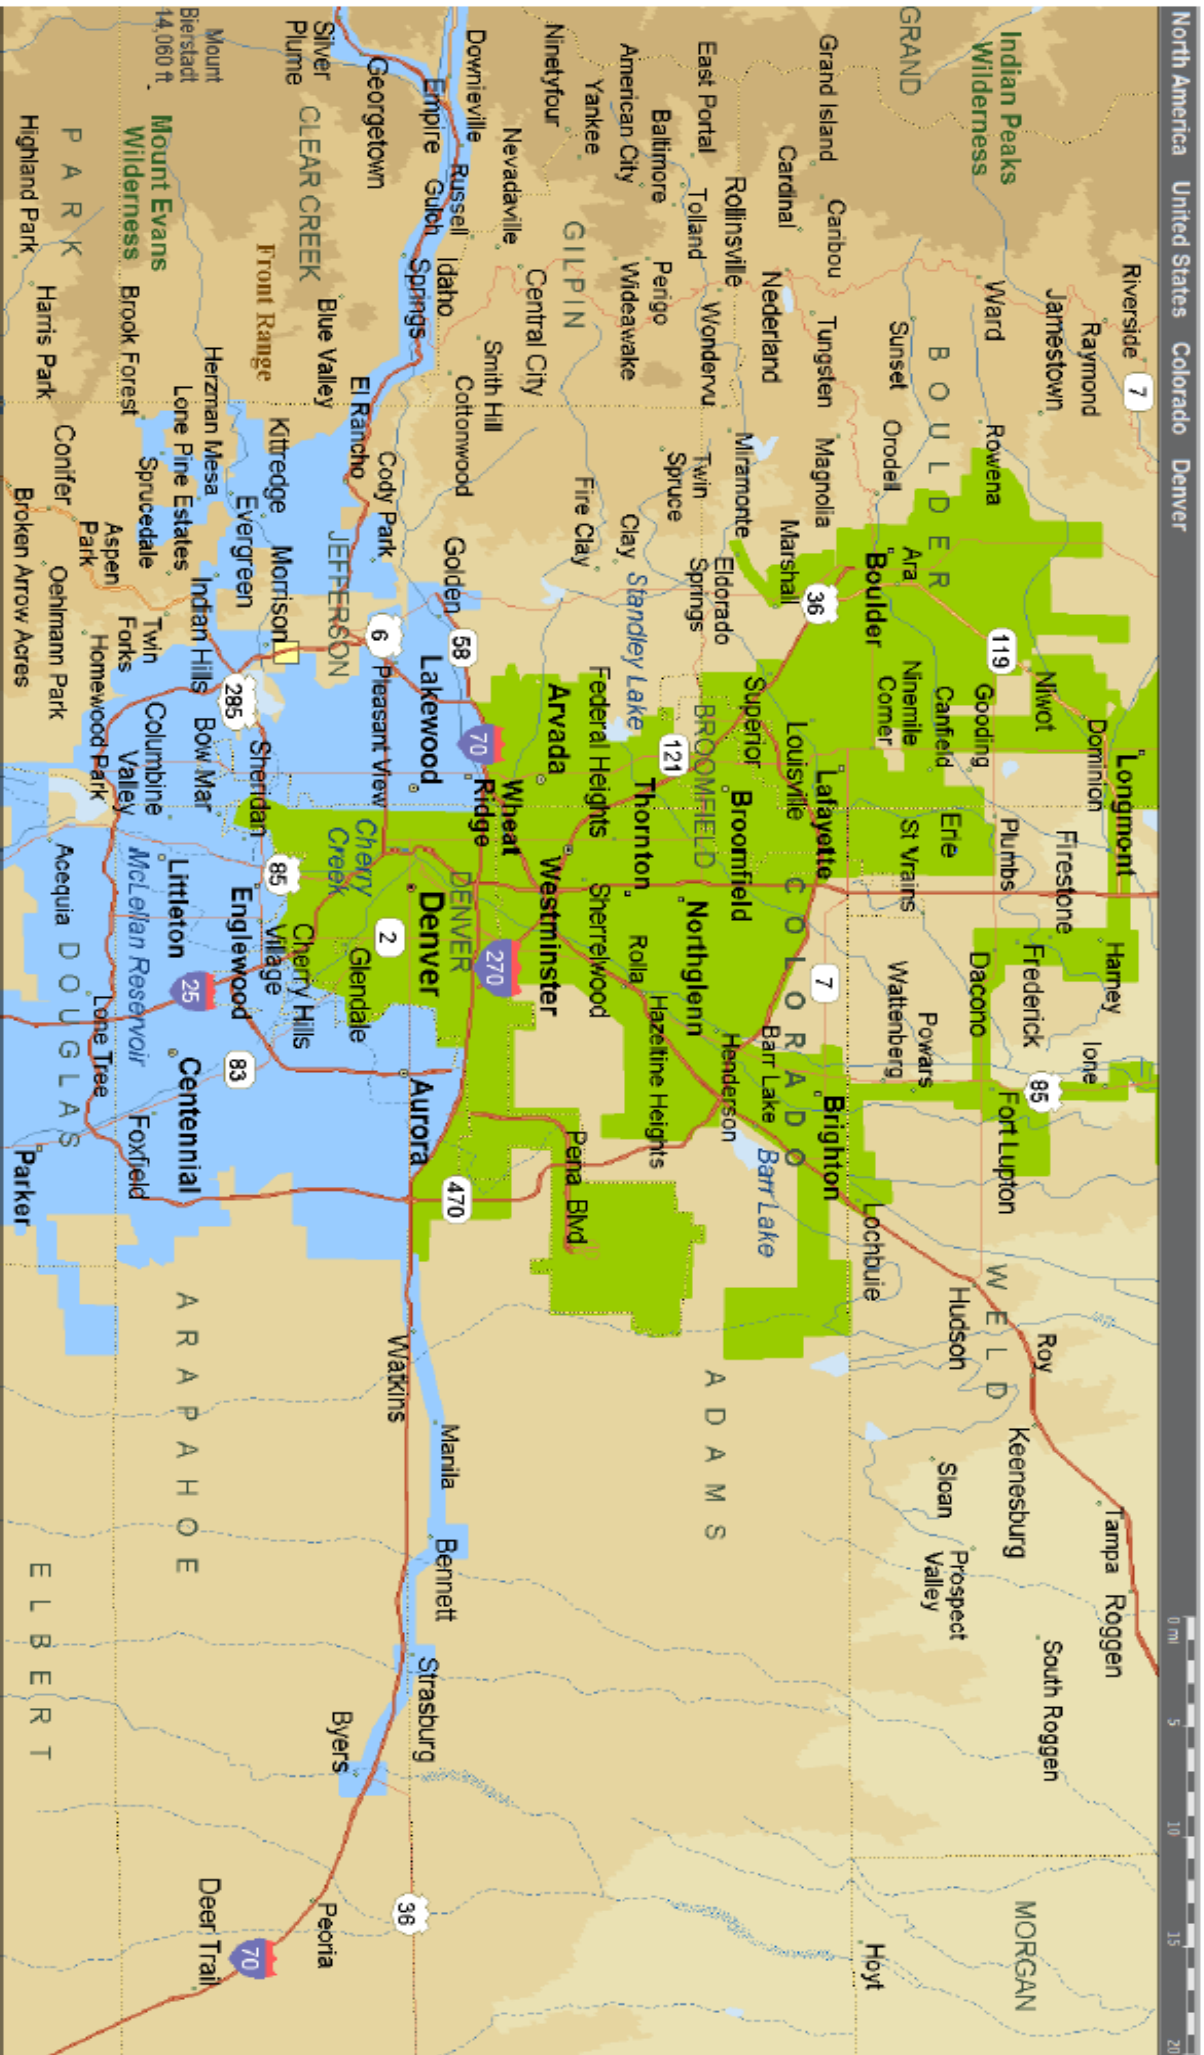 North America United States Colorado Denver
0 mi 5 10 15 20
Riverside
7
Raymond
Jamestown
Longmont
Dominion
Firestone
Harney
Ione
Tampa
Roggen
Indian Peaks
Wilderness
Ward
Rowena
119
Niwot
Gooding
Plumbs
Frederick
Dacono
85
Fort Lupton
Roy
Keenesburg
South Roggen
MORGAN
GRAND
BOULDER
Sunset
Orodell
Ara
Canfield
Ninemile
Corner
Erie
St Vrains
Wattenberg
Powars
WELD
Hudson
Sloan
Prospect
Valley
Lochbuie
Hoyt
Grand Island
Caribou
Cardinal
Tungsten
Magnolia
Marshall
Boulder
36
Louisville
Lafayette
7
COLORADO
Brighton
Barr Lake
Barr Lake
East Portal
Tolland
Rollinsville
Nederland
Wondervu
Miramonte
Twin
Spruce
Eldorado
Springs
BROOMFIELD
Superior
Broomfield
Northglenn
Henderson
ADAMS
American City
Baltimore
Perigo
Wideawake
Clay
Standley Lake
121
Thornton
Rolla
Hazeltine Heights
Ninetyfour
Yankee
GILPIN
Fire Clay
Federal Heights
Sherrelwood
Arvada
Westminster
Pena Blvd
Nevadaville
Central City
Smith Hill
Cottonwood
Golden
58
70
Wheat
Ridge
270
470
Downieville
Russell
Gulch
Idaho
Springs
Empire
Lakewood
DENVER
Denver
Aurora
Manila
Bennett
Strasburg
Georgetown
El Rancho
Cody Park
6
Pleasant View
Cherry
Creek
2
Glendale
Watkins
Byers
36
Silver
Plume
CLEAR CREEK
Blue Valley
JEFFERSON
Peoria
Front Range
Kittredge
Morrison
Sheridan
85
Cherry Hills
Village
Evergreen
285
Englewood
83
70
Mount
Bierstadt
14,060 ft.
Herzman Mesa
Lone Pine Estates
Indian Hills
Bow Mar
Littleton
25
Centennial
ARAPAHOE
Deer Trail
Mount Evans
Wilderness
Brook Forest
Sprucedale
Twin
Forks
Columbine
Valley
McLellan Reservoir
Foxfield
PARK
Aspen
Park
Homewood Park
Lone Tree
Highland Park
Harris Park
Conifer
Oehlmann Park
Acequia
DOUGLAS
Broken Arrow Acres
Parker
ELBERT